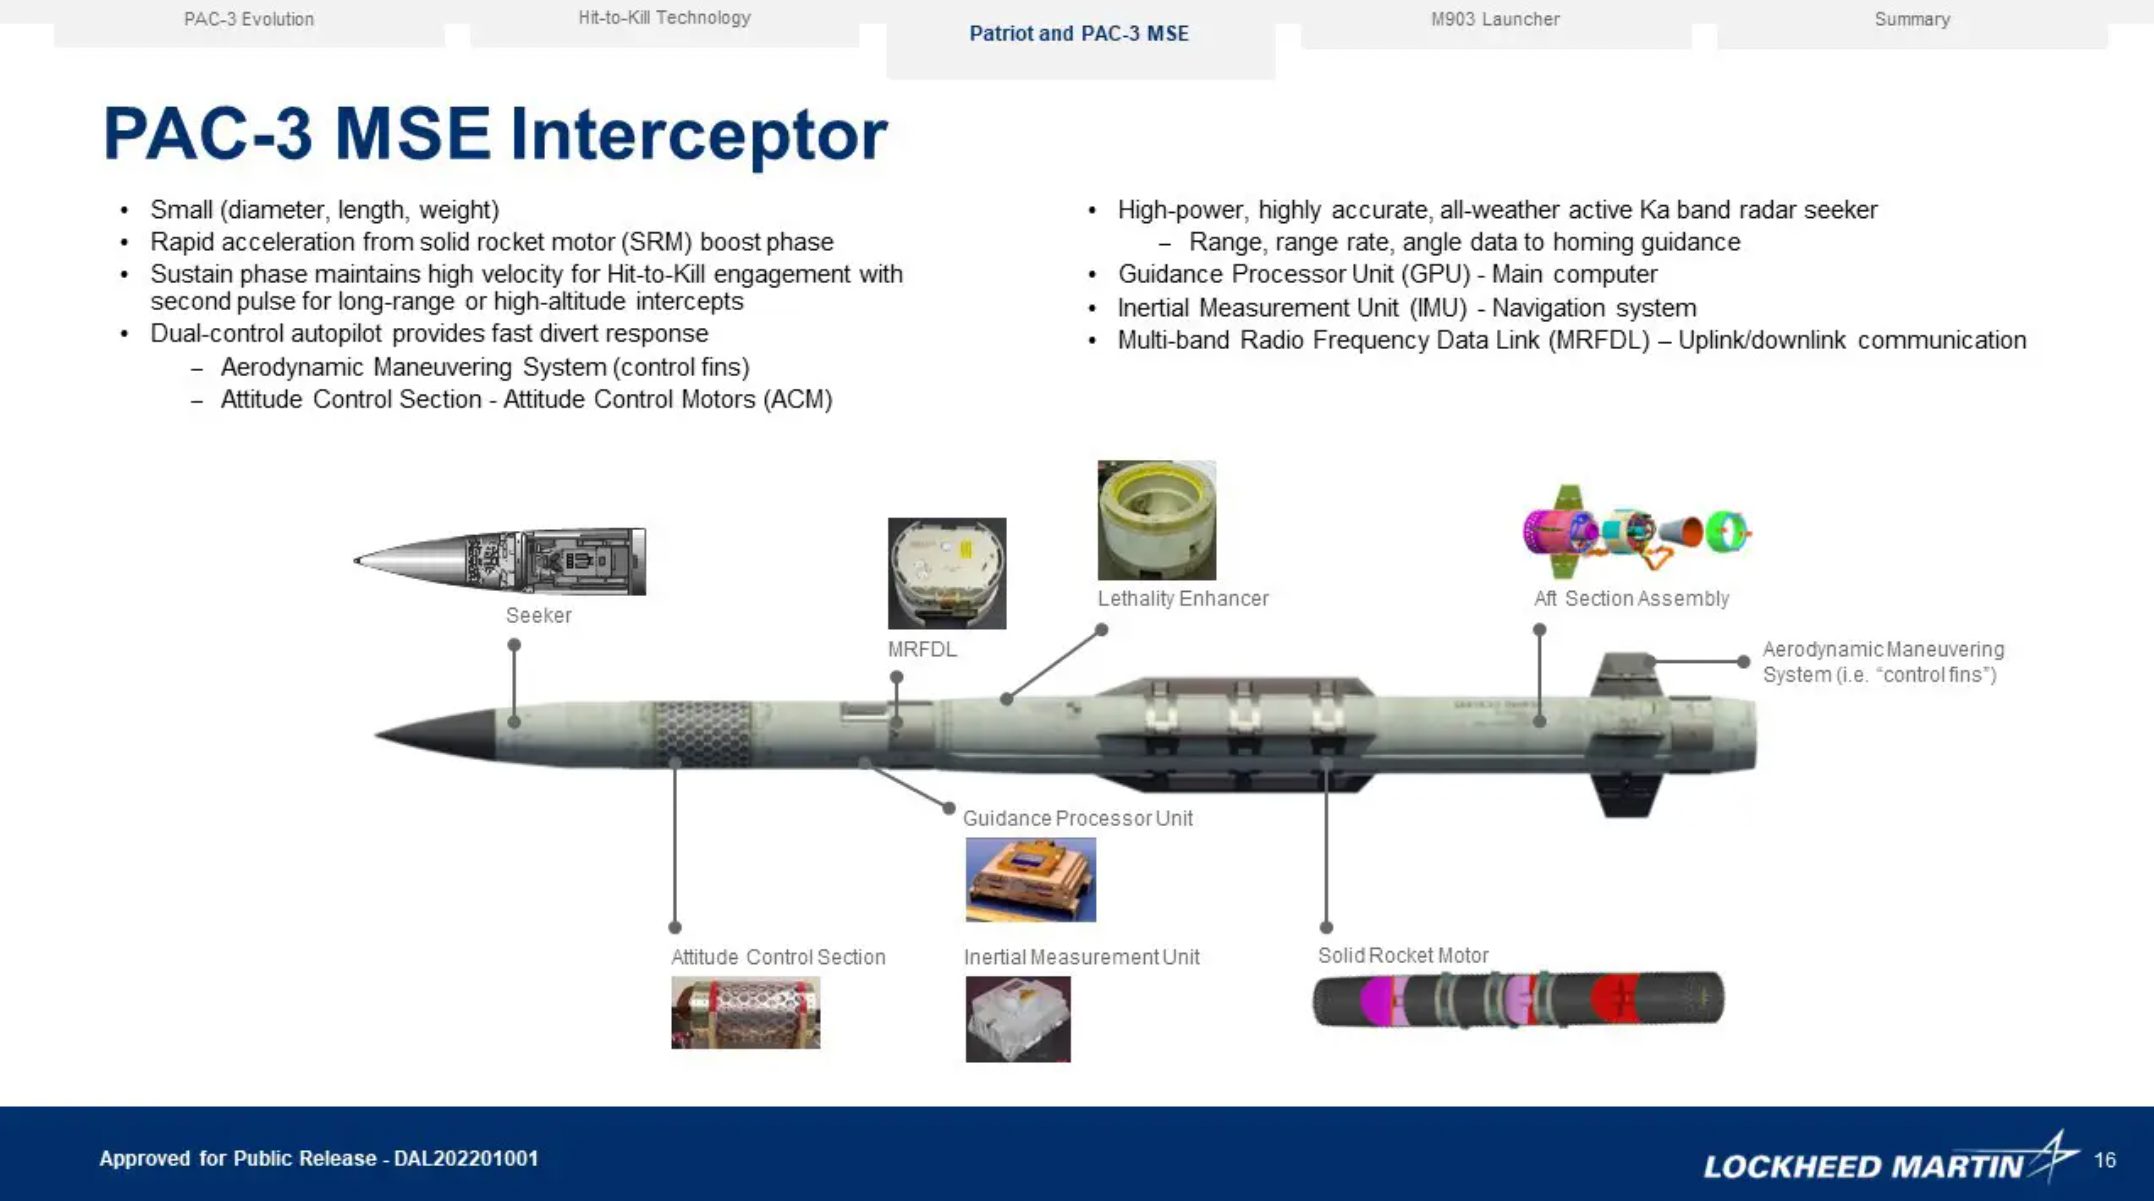 PAC-3 Evolution
Hit-to-Kill Technology
Patriot and PAC-3 MSE
M903 Launcher
Summary
PAC-3 MSE Interceptor
• Small (diameter, length, weight)
• Rapid acceleration from solid rocket motor (SRM) boost phase
• Sustain phase maintains high velocity for Hit-to-Kill engagement with
second pulse for long-range or high-altitude intercepts
• Dual-control autopilot provides fast divert response
– Aerodynamic Maneuvering System (control fins)
– Attitude Control Section - Attitude Control Motors (ACM)
• High-power, highly accurate, all-weather active Ka band radar seeker
– Range, range rate, angle data to homing guidance
• Guidance Processor Unit (GPU) - Main computer
• Inertial Measurement Unit (IMU) - Navigation system
• Multi-band Radio Frequency Data Link (MRFDL) – Uplink/downlink communication
Seeker
MRFDL
Lethality Enhancer
Aft Section Assembly
Aerodynamic Maneuvering
System (i.e. “control fins”)
Guidance Processor Unit
Attitude Control Section
Inertial Measurement Unit
Solid Rocket Motor
Approved for Public Release - DAL202201001
LOCKHEED MARTIN
16